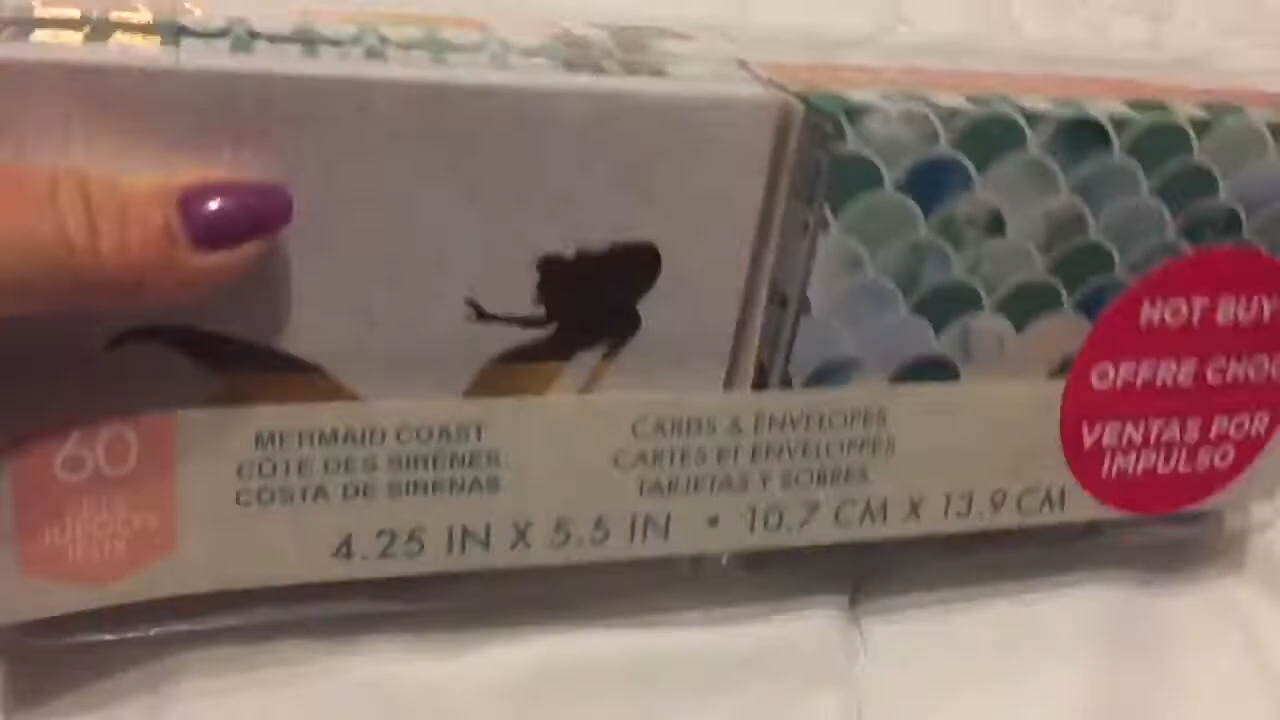 60
JUEGOS
MERMAID COAST
CÔTE DES SIRÈNES
COSTA DE SIRENAS
CARDS & ENVELOPES
CARTES ET ENVELOPPES
TARJETAS Y SOBRES
4.25 IN X 5.5 IN • 10.7 CM X 13.9 CM
HOT BUY
OFFRE CHOC
VENTAS POR
IMPULSO